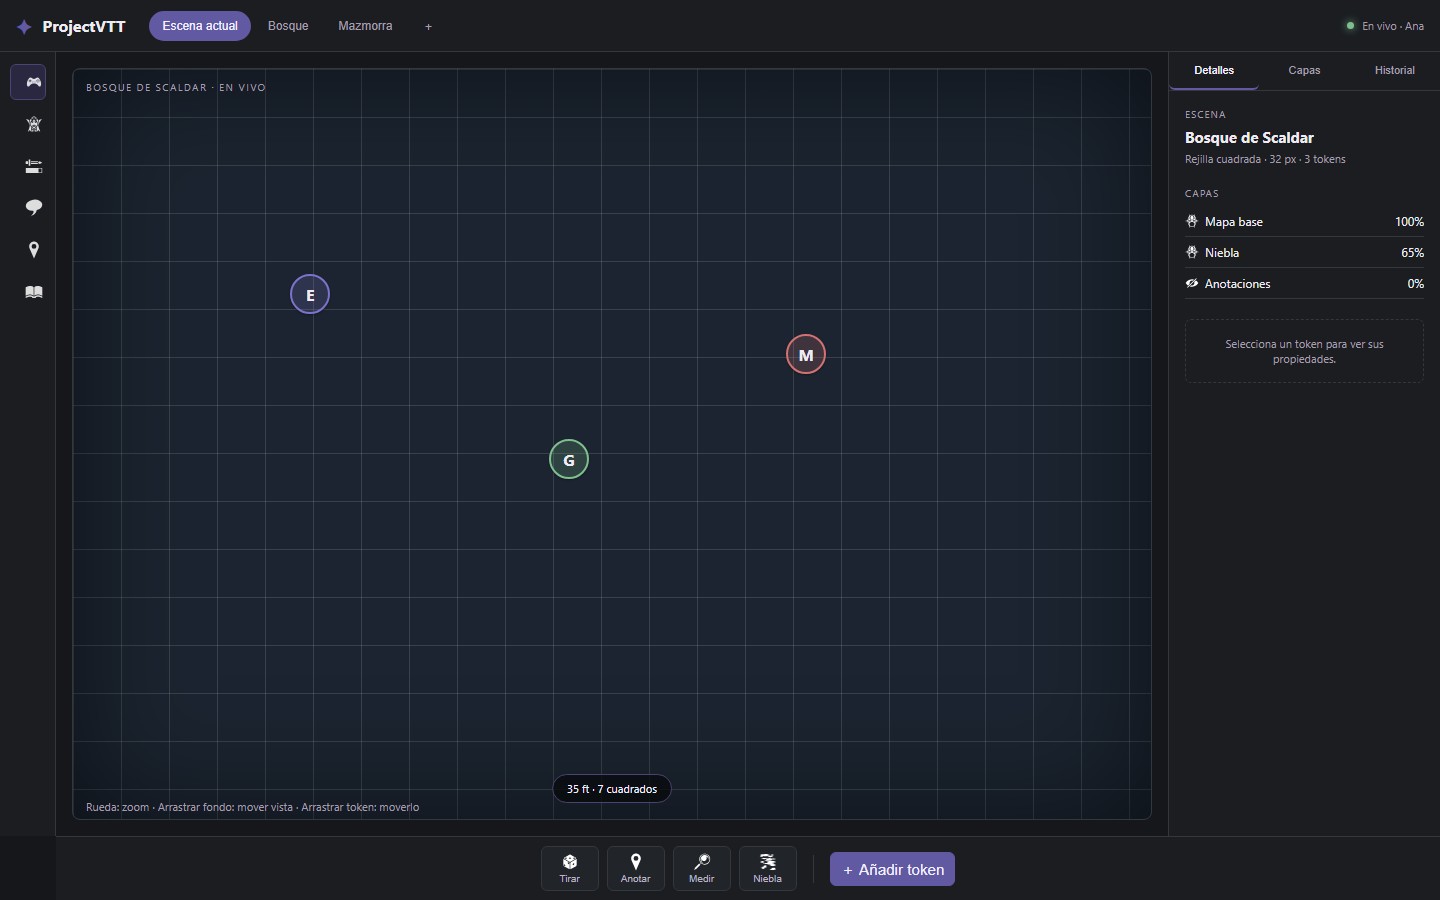 ProjectVTT
Escena actual
Bosque
Mazmorra
+
En vivo · Ana
BOSQUE DE SCALDAR · EN VIVO
E
M
G
35 ft · 7 cuadrados
Rueda: zoom · Arrastrar fondo: mover vista · Arrastrar token: moverlo
Detalles
Capas
Historial
ESCENA
Bosque de Scaldar
Rejilla cuadrada · 32 px · 3 tokens
CAPAS
Mapa base 100%
Niebla 65%
Anotaciones 0%
Selecciona un token para ver sus
propiedades.
Tirar
Anotar
Medir
Niebla
+ Añadir token